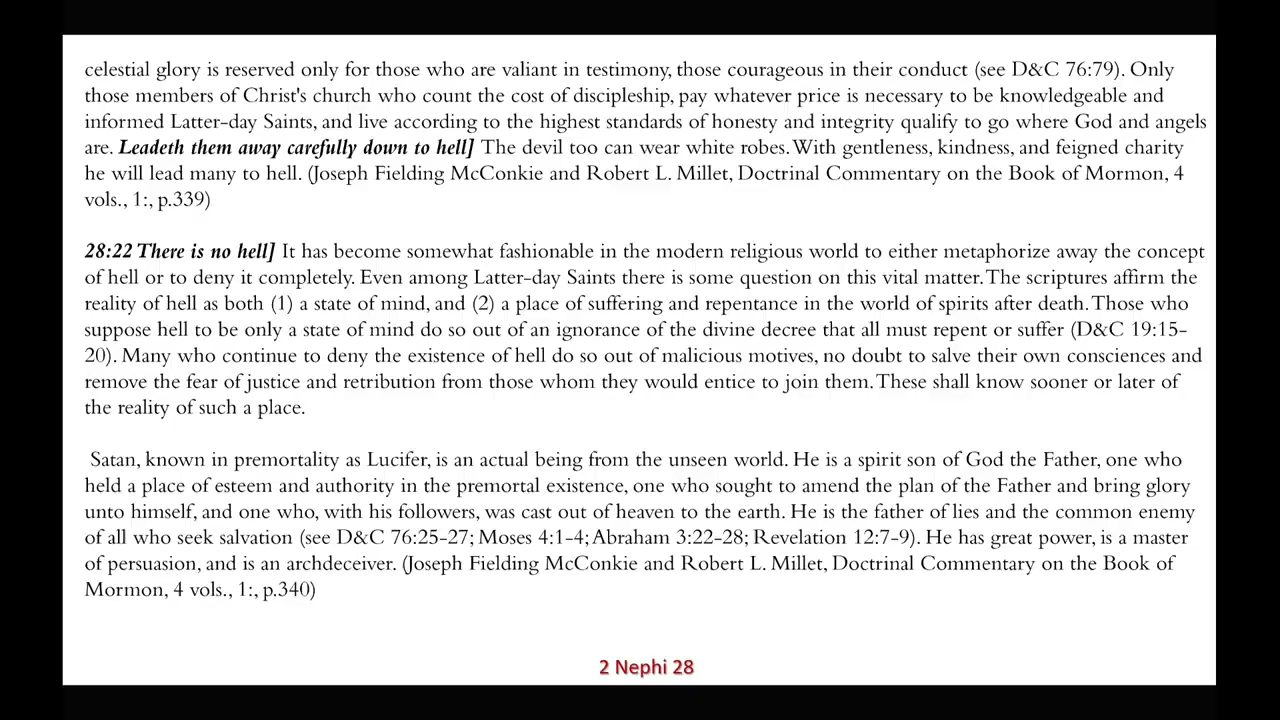 celestial glory is reserved only for those who are valiant in testimony, those courageous in their conduct (see D&C 76:79). Only
those members of Christ's church who count the cost of discipleship, pay whatever price is necessary to be knowledgeable and
informed Latter-day Saints, and live according to the highest standards of honesty and integrity qualify to go where God and angels
are. Leadeth them away carefully down to hell] The devil too can wear white robes. With gentleness, kindness, and feigned charity
he will lead many to hell. (Joseph Fielding McConkie and Robert L. Millet, Doctrinal Commentary on the Book of Mormon, 4
vols., 1:, p.339)
28:22 There is no hell] It has become somewhat fashionable in the modern religious world to either metaphorize away the concept
of hell or to deny it completely. Even among Latter-day Saints there is some question on this vital matter. The scriptures affirm the
reality of hell as both (1) a state of mind, and (2) a place of suffering and repentance in the world of spirits after death. Those who
suppose hell to be only a state of mind do so out of an ignorance of the divine decree that all must repent or suffer (D&C 19:15-
20). Many who continue to deny the existence of hell do so out of malicious motives, no doubt to salve their own consciences and
remove the fear of justice and retribution from those whom they would entice to join them. These shall know sooner or later of
the reality of such a place.
Satan, known in premortality as Lucifer, is an actual being from the unseen world. He is a spirit son of God the Father, one who
held a place of esteem and authority in the premortal existence, one who sought to amend the plan of the Father and bring glory
unto himself, and one who, with his followers, was cast out of heaven to the earth. He is the father of lies and the common enemy
of all who seek salvation (see D&C 76:25-27; Moses 4:1-4; Abraham 3:22-28; Revelation 12:7-9). He has great power, is a master
of persuasion, and is an archdeceiver. (Joseph Fielding McConkie and Robert L. Millet, Doctrinal Commentary on the Book of
Mormon, 4 vols., 1:, p.340)
2 Nephi 28